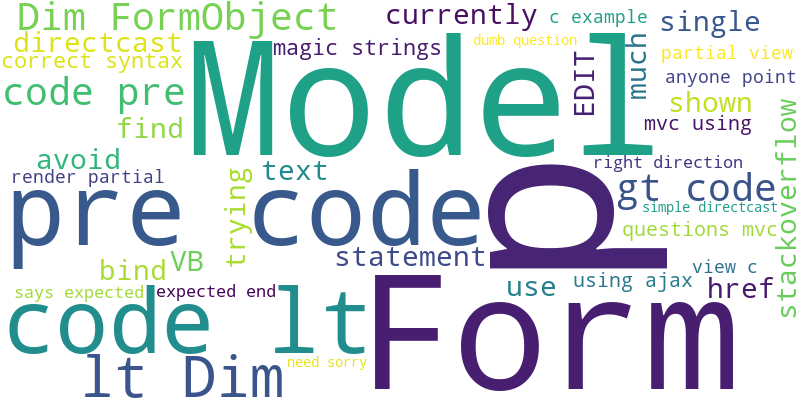 Dim FormObject
currently
c example
single
directcast
magic strings
dumb question
Model
EDIT
much
partial view
correct syntax
anyone point
code pre
shown
find
mvc using
stackoverflow
avoid
text
right direction
render partial
trying
pre code
q
gt code
simple directcast
questions mvc
VB
bind
statement
view c
says expected
expected end
use
using ajax
href
code lt
Form
lt Dim
need sorry